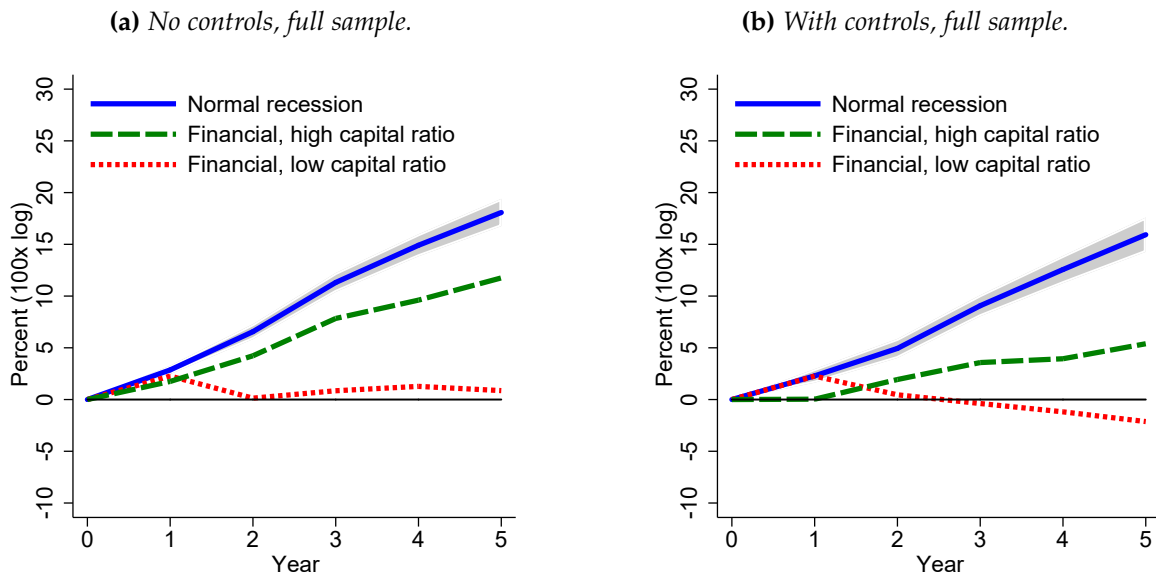 (a) No controls, full sample.
30
25
20
15
10
5
0
-5
-10
Percent (100x log)
Normal recession
Financial, high capital ratio
Financial, low capital ratio
0 1 2 3 4 5
Year
(b) With controls, full sample.
30
25
20
15
10
5
0
-5
-10
Percent (100x log)
Normal recession
Financial, high capital ratio
Financial, low capital ratio
0 1 2 3 4 5
Year